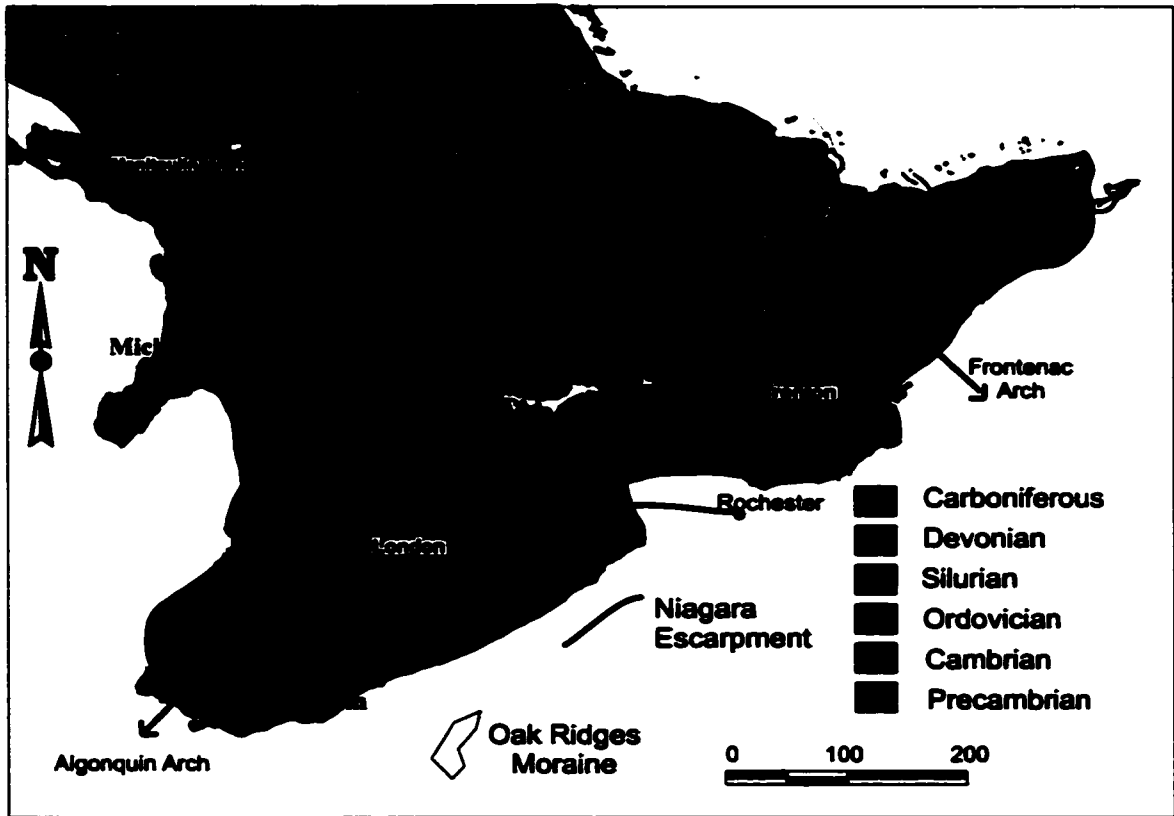 N
Frontenac
Arch
Rochester
London
Carboniferous
Devonian
Silurian
Ordovician
Cambrian
Precambrian
Niagara
Escarpment
Oak Ridges
Moraine
Algonquin Arch
0 100 200